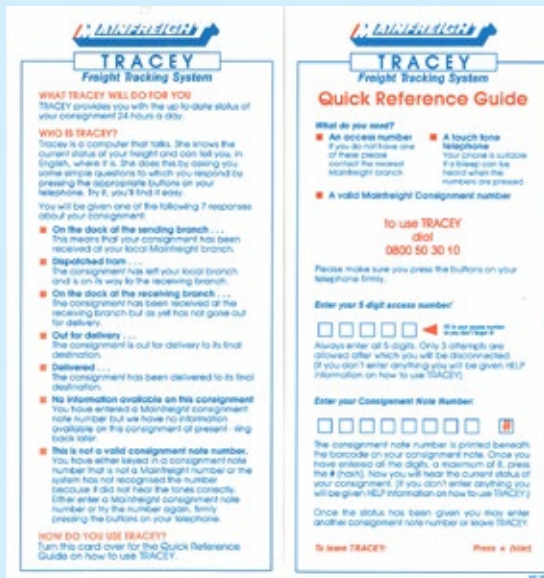 MAINFREIGHT
TRACEY
Freight Tracking System
WHAT TRACEY WILL DO FOR YOU
TRACEY provides you with the up-to-date status of
your consignment 24 hours a day.
WHO IS TRACEY?
Tracey is a computer that talks. She knows the
current status of your freight and can tell you, in
English, where it is. She does this by asking you
some simple questions to which you respond by
pressing the appropriate buttons on your
telephone. Try it, you'll find it easy.
You will be given one of the following 7 responses
about your consignment:
On the dock at the sending branch . . .
This means that your consignment has been
received at your local Mainfreight branch.
Dispatched from . . .
The consignment has left your local branch
and is on its way to the receiving branch.
On the dock at the receiving branch . . .
The consignment has been received at the
receiving branch but as yet has not gone out
for delivery.
Out for delivery . . .
The consignment is out for delivery to its final
destination.
Delivered . . .
The consignment has been delivered to its final
destination.
No information available on this consignment
You have entered a Mainfreight consignment
note number but we have no information
available on this consignment at present - ring
back later.
This is not a valid consignment note number.
You have either keyed in a consignment note
number that is not a Mainfreight number or the
system has not recognised the number
because it did not hear the tones correctly.
Either enter a Mainfreight consignment note
number or try the number again, firmly
pressing the buttons on your telephone.
HOW DO YOU USE TRACEY?
Turn this card over for the Quick Reference
Guide on how to use TRACEY.
MAINFREIGHT
TRACEY
Freight Tracking System
Quick Reference Guide
What do you need?
An access number
If you do not have one
of these please
contact the nearest
Mainfreight branch
A touch tone
telephone
Your phone is suitable
if a bleep can be
heard when the
numbers are pressed
A valid Mainfreight Consignment number
to use TRACEY
dial
0800 50 30 10
Please make sure you press the buttons on your
telephone firmly.
Enter your 5 digit access number!
Fill in your access number
so you don't forget it!
Always enter all 5 digits. Only 3 attempts are
allowed after which you will be disconnected.
(If you don't enter anything you will be given HELP
information on how to use TRACEY).
Enter your Consignment Note Number:
#
The consignment note number is printed beneath
the barcode on your consignment note. Once you
have entered all the digits, a maximum of 8, press
the # (hash). Now you will hear the current status of
your consignment. (If you don't enter anything you
will be given HELP information on how to use TRACEY.)
Once the status has been given you may enter
another consignment note number or leave TRACEY.
To leave TRACEY: Press * (star)